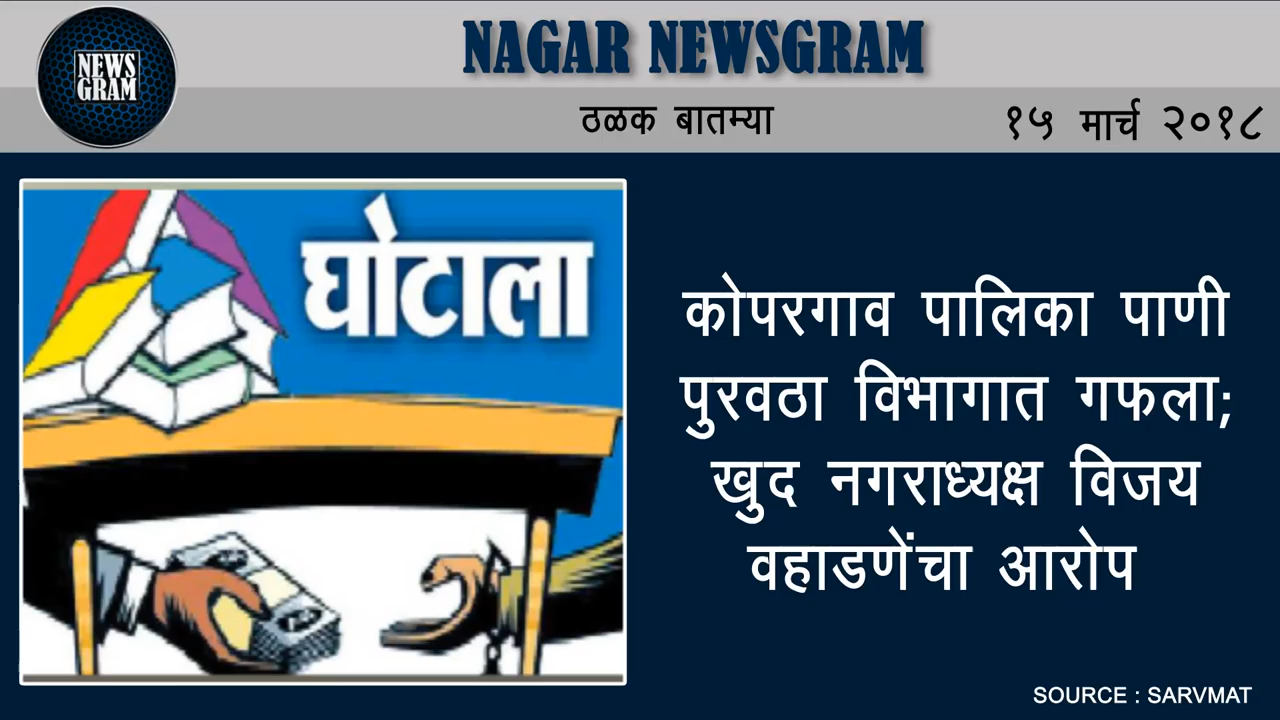 NEWS
GRAM
NAGAR NEWSGRAM
ठळक बातम्या
१५ मार्च २०१८
घोटाला
कोपरगाव पालिका पाणी
पुरवठा विभागात गफला;
खुद नगराध्यक्ष विजय
वहाडणेंचा आरोप
SOURCE : SARVMAT